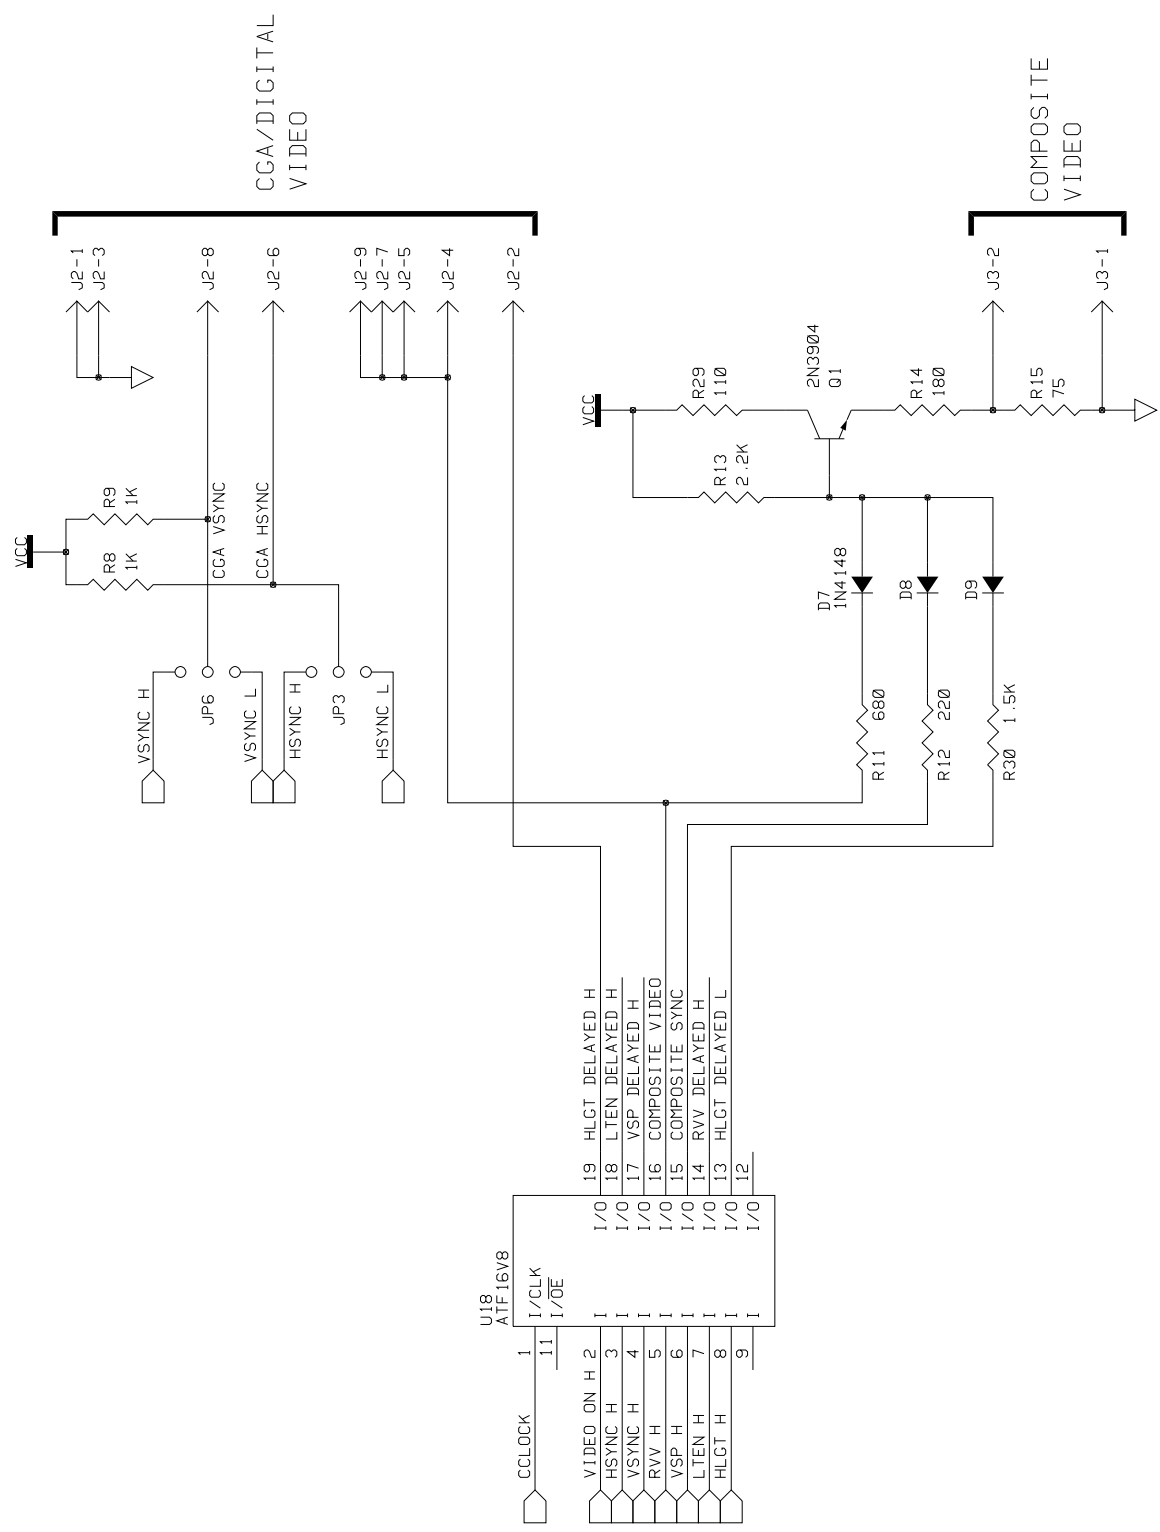 CGA/DIGITAL
VIDEO
COMPOSITE
VIDEO
J2-1
J2-3
J2-8
J2-6
J2-9
J2-7
J2-5
J2-4
J2-2
J3-2
J3-1
VCC
R9
1K
R8
1K
CGA VSYNC
CGA HSYNC
VSYNC H
JP6
VSYNC L
HSYNC H
JP3
HSYNC L
VCC
R29
110
R13
2.2K
2N3904
Q1
R14
180
R15
75
D7
1N4148
D8
D9
R11
680
R12
220
R30
1.5K
19 HLGT DELAYED H
18 LTEN DELAYED H
17 VSP DELAYED H
16 COMPOSITE VIDEO
15 COMPOSITE SYNC
14 RVV DELAYED H
13 HLGT DELAYED L
12
U18
ATF16V8
I/CLK
I/OE
I/O
I/O
I/O
I/O
I/O
I/O
I/O
I/O
I
I
I
I
I
I
I
I
CCLOCK 1
11
VIDEO ON H 2
HSYNC H 3
VSYNC H 4
RVV H 5
VSP H 6
LTEN H 7
HLGT H 8
9